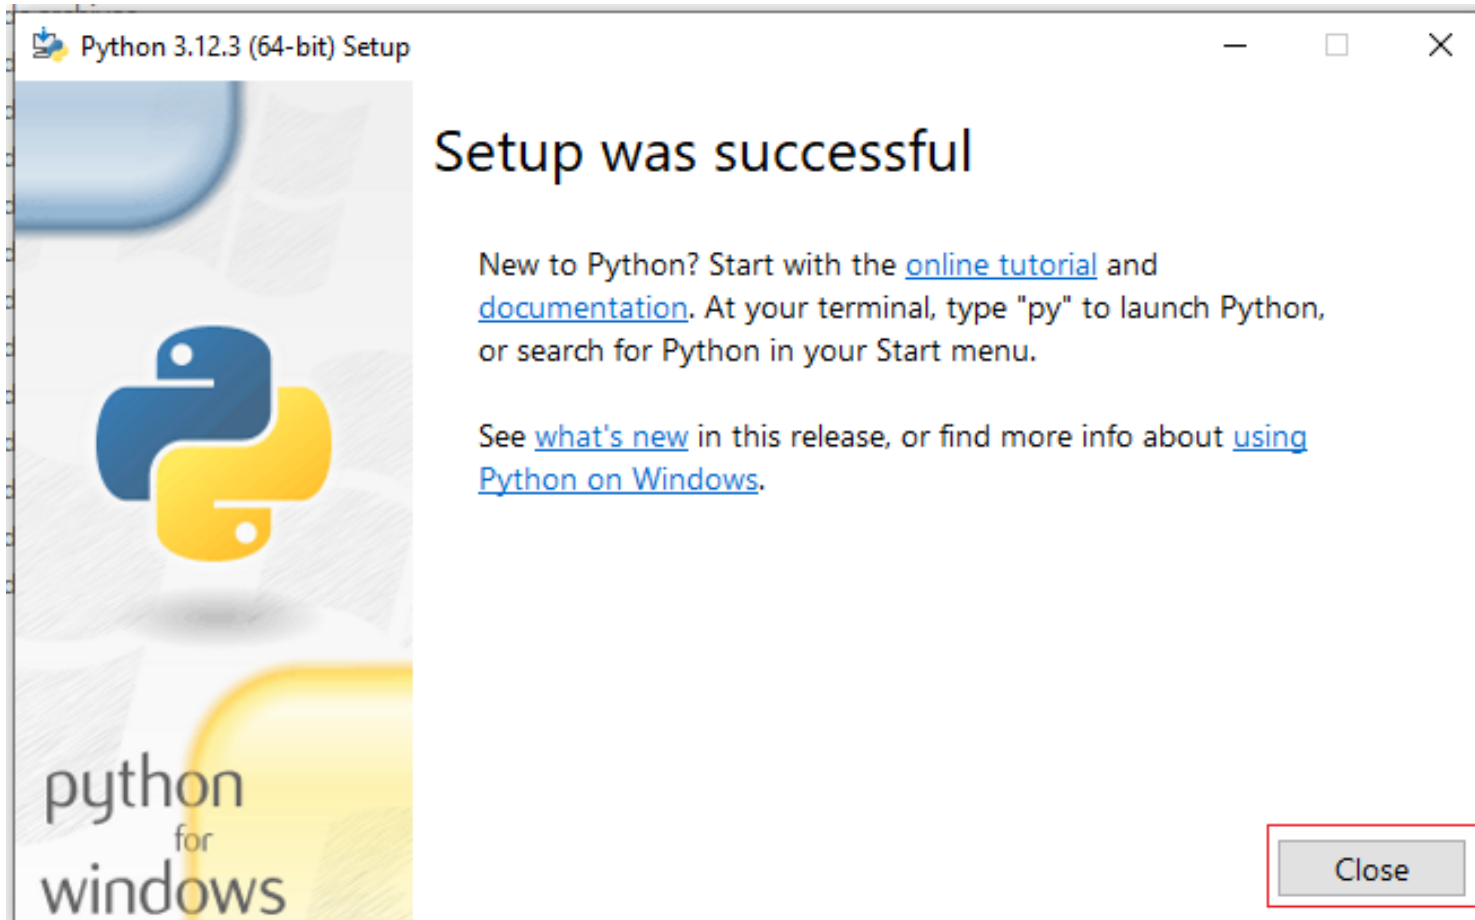 Python 3.12.3 (64-bit) Setup
Setup was successful
New to Python? Start with the online tutorial and
documentation. At your terminal, type "py" to launch Python,
or search for Python in your Start menu.
See what's new in this release, or find more info about using
Python on Windows.
python
for
windows
Close